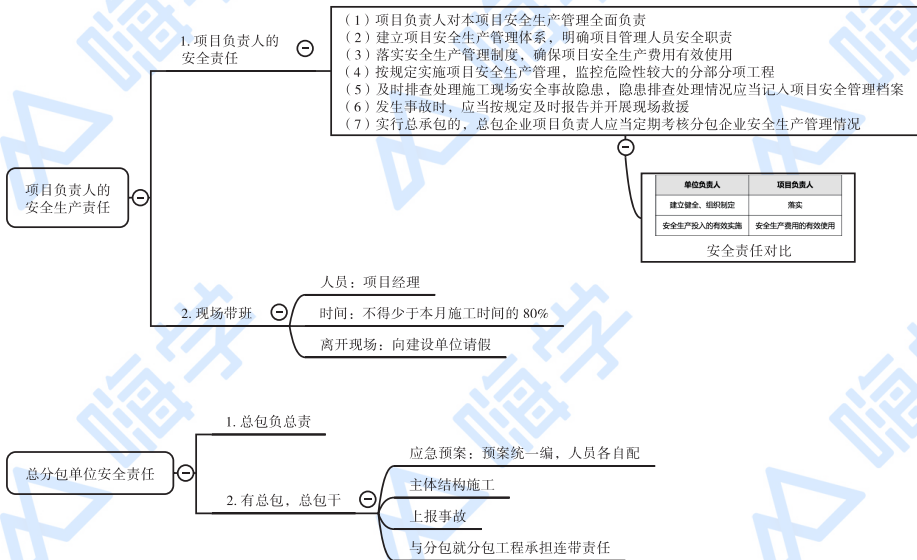 项目负责人的
安全生产责任
1. 项目负责人的
安全责任
（1）项目负责人对本项目安全生产管理全面负责
（2）建立项目安全生产管理体系，明确项目管理人员安全职责
（3）落实安全生产管理制度，确保项目安全生产费用有效使用
（4）按规定实施项目安全生产管理，监控危险性较大的分部分项工程
（5）及时排查处理施工现场安全事故隐患，隐患排查处理情况应当记入项目安全管理档案
（6）发生事故时，应当按规定及时报告并开展现场救援
（7）实行总承包的，总包企业项目负责人应当定期考核分包企业安全生产管理情况
单位负责人 项目负责人
建立健全、组织制定 落实
安全生产投入的有效实施 安全生产费用的有效使用
安全责任对比
2. 现场带班
人员：项目经理
时间：不得少于本月施工时间的 80%
离开现场：向建设单位请假
总分包单位安全责任
1. 总包负总责
2. 有总包，总包干
应急预案：预案统一编，人员各自配
主体结构施工
上报事故
与分包就分包工程承担连带责任
嗨学
嗨学
嗨学
嗨学
嗨学
嗨学